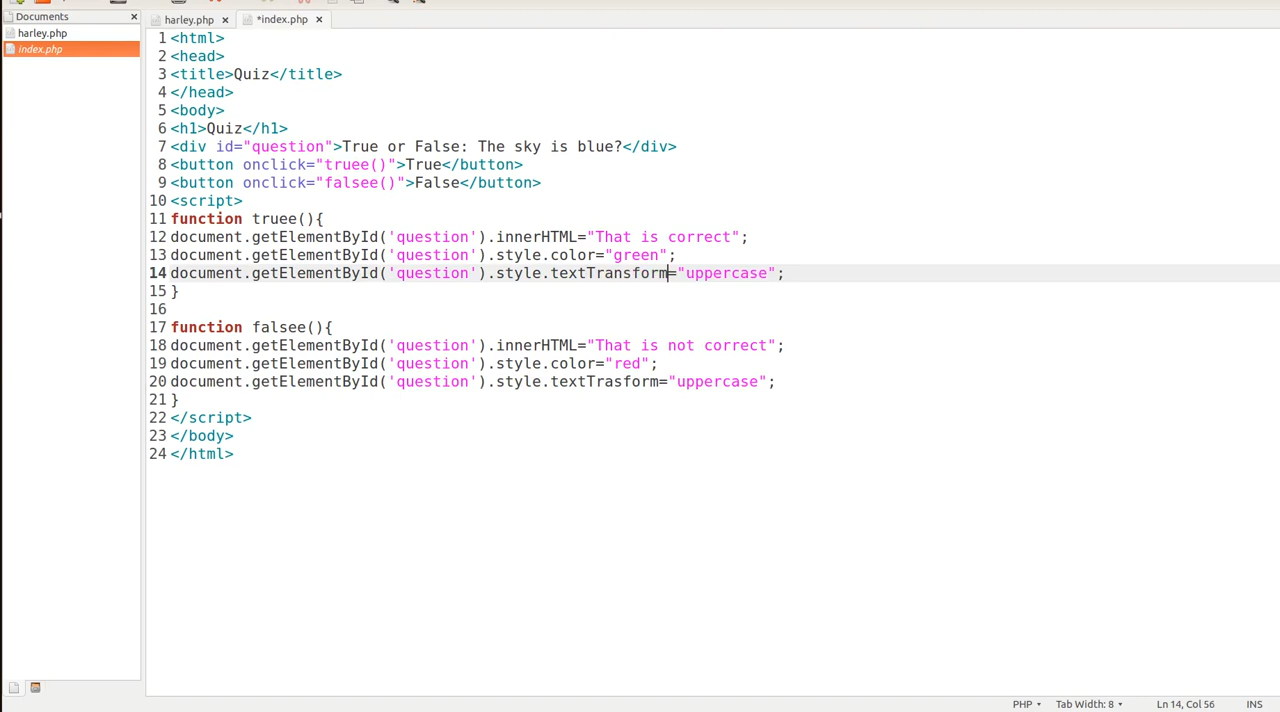 Documents
harley.php
*index.php
harley.php
index.php
1 <html>
2 <head>
3 <title>Quiz</title>
4 </head>
5 <body>
6 <h1>Quiz</h1>
7 <div id="question">True or False: The sky is blue?</div>
8 <button onclick="truee()">True</button>
9 <button onclick="falsee()">False</button>
10 <script>
11 function truee(){
12 document.getElementById('question').innerHTML="That is correct";
13 document.getElementById('question').style.color="green";
14 document.getElementById('question').style.textTransform="uppercase";
15 }
16
17 function falsee(){
18 document.getElementById('question').innerHTML="That is not correct";
19 document.getElementById('question').style.color="red";
20 document.getElementById('question').style.textTrasform="uppercase";
21 }
22 </script>
23 </body>
24 </html>
PHP Tab Width: 8 Ln 14, Col 56 INS